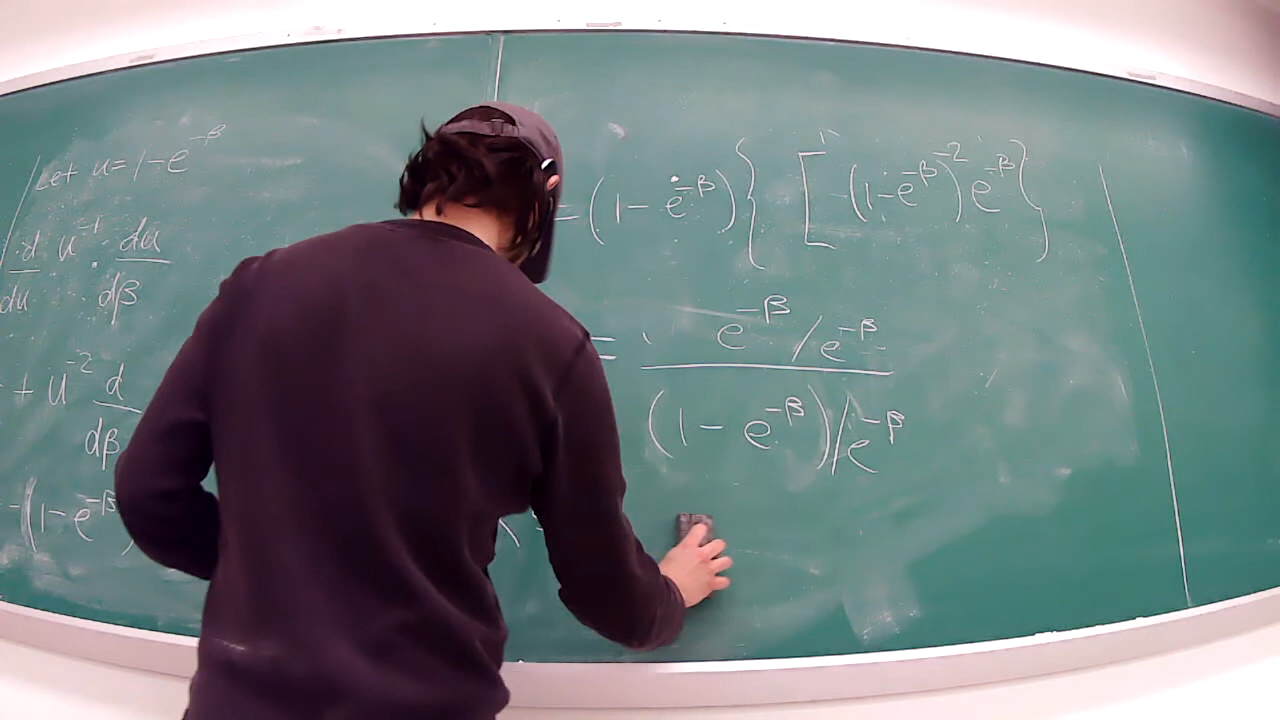 Let u = 1 - e^{-β}
d/du u^{-1} · du/dβ
+ u^{-2} d/dβ
-(1 - e^{-β})
= (1 - e^{-β}) { [ -(1 - e^{-β})^{-2} e^{-β} }
= e^{-β} / e^{-β}
(1 - e^{-β}) / e^{-β}